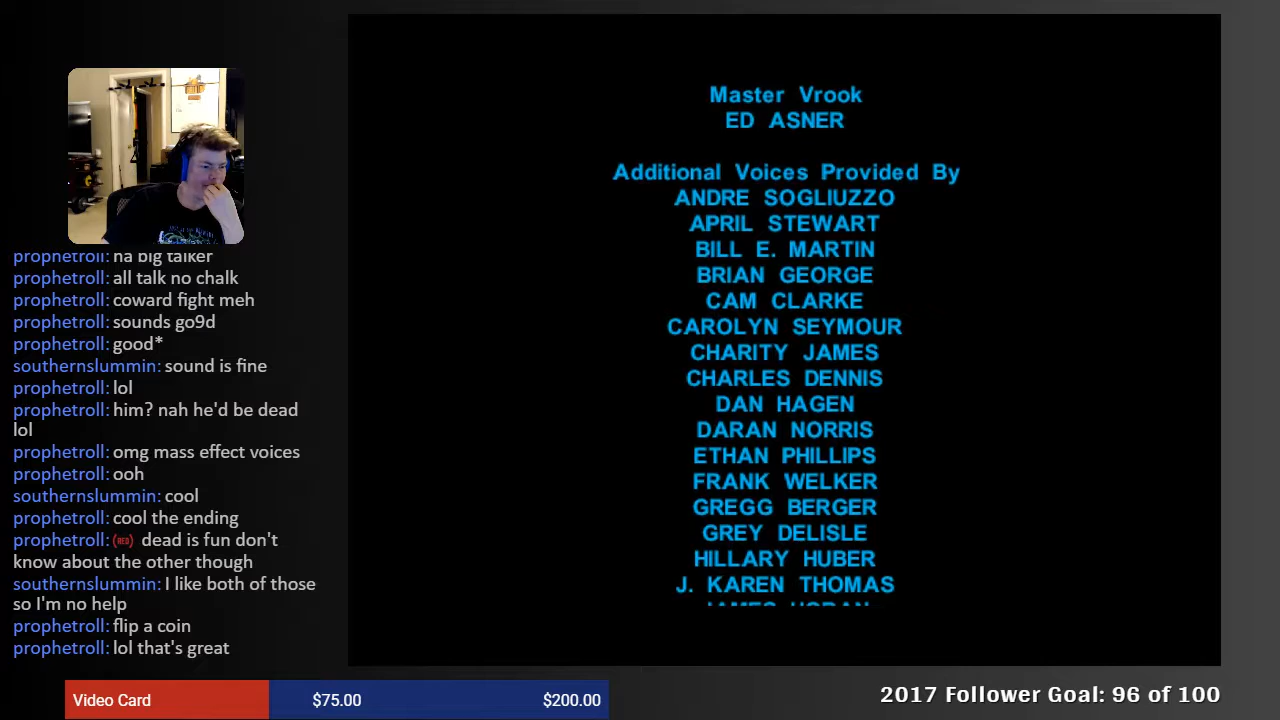 Master Vrook
ED ASNER
Additional Voices Provided By
ANDRE SOGLIUZZO
APRIL STEWART
BILL E. MARTIN
BRIAN GEORGE
CAM CLARKE
CAROLYN SEYMOUR
CHARITY JAMES
CHARLES DENNIS
DAN HAGEN
DARAN NORRIS
ETHAN PHILLIPS
FRANK WELKER
GREGG BERGER
GREY DELISLE
HILLARY HUBER
J. KAREN THOMAS
prophetroll: ha big talker
prophetroll: all talk no chalk
prophetroll: coward fight meh
prophetroll: sounds go9d
prophetroll: good*
southernslummin: sound is fine
prophetroll: lol
prophetroll: him? nah he'd be dead
lol
prophetroll: omg mass effect voices
prophetroll: ooh
southernslummin: cool
prophetroll: cool the ending
prophetroll: (RED) dead is fun don't
know about the other though
southernslummin: I like both of those
so I'm no help
prophetroll: flip a coin
prophetroll: lol that's great
Video Card $75.00 $200.00
2017 Follower Goal: 96 of 100